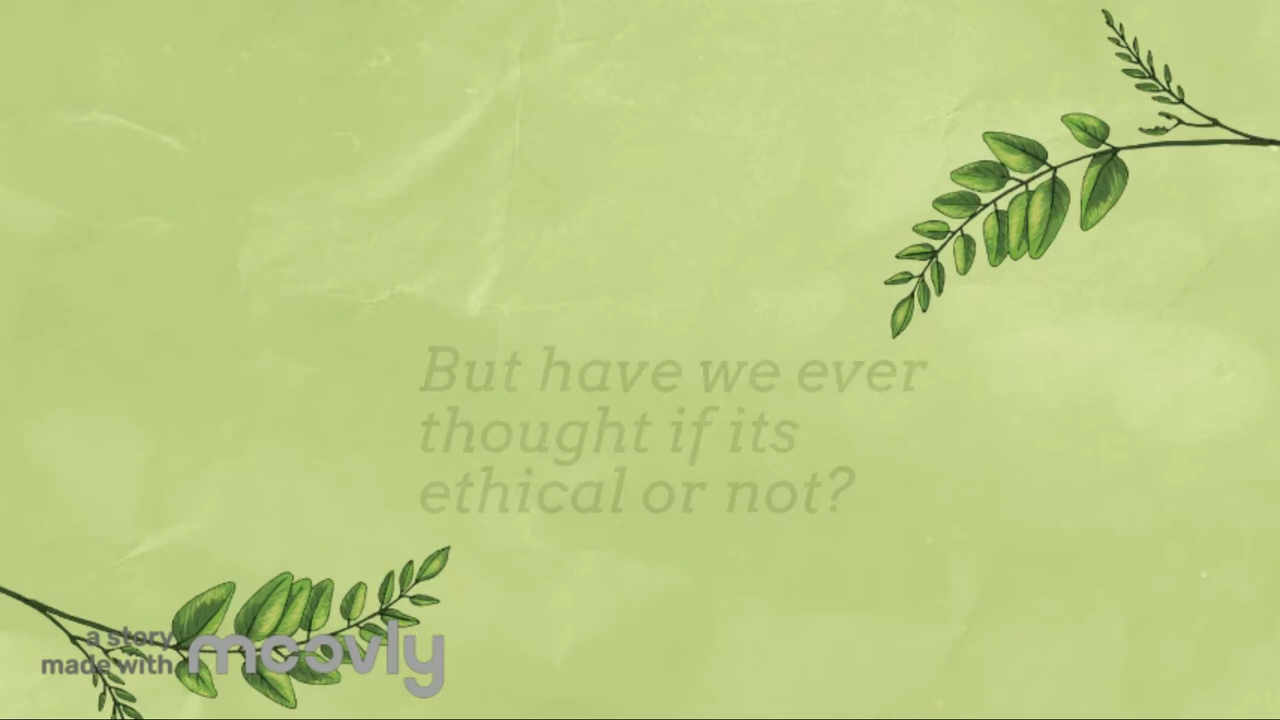 But have we ever
thought if its
ethical or not?
a story
made with moovly